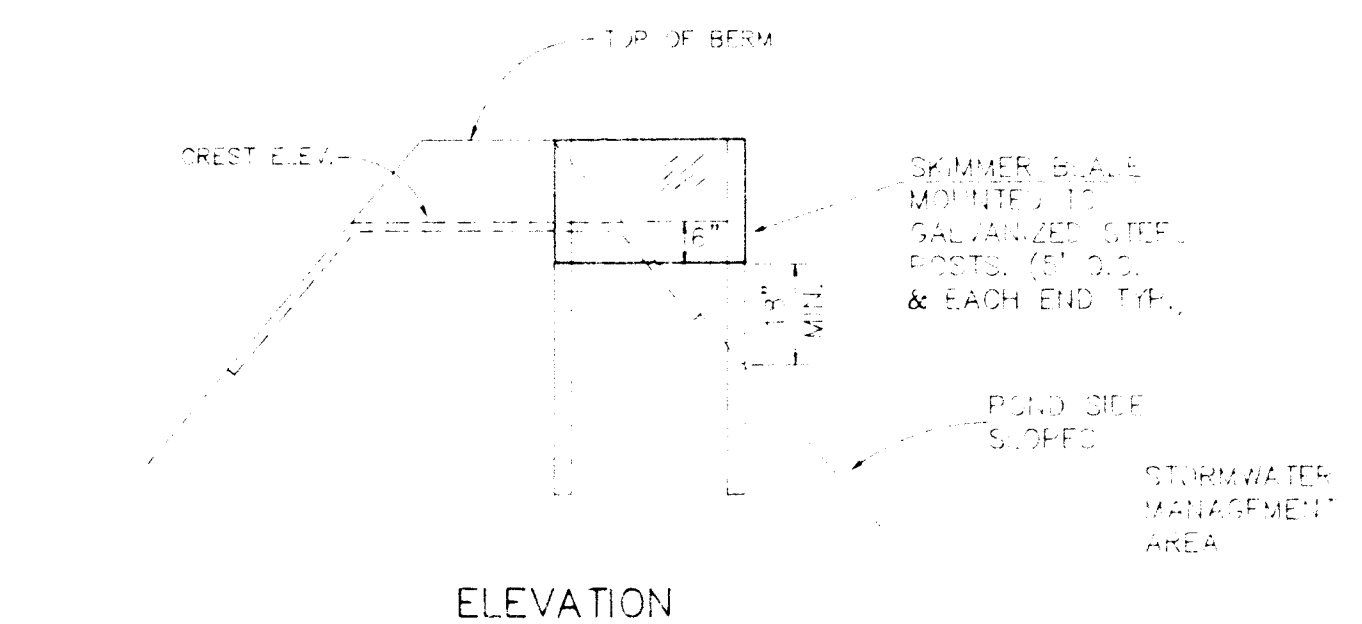 TOP OF BERM
CREST ELEV.
6"
MIN.
SKIMMER BLADE
MOUNTED TO
GALVANIZED STEEL
POSTS. O.C.
& EACH END TYP.
POND SIDE
SLOPES
STORMWATER
MANAGEMENT
AREA
ELEVATION